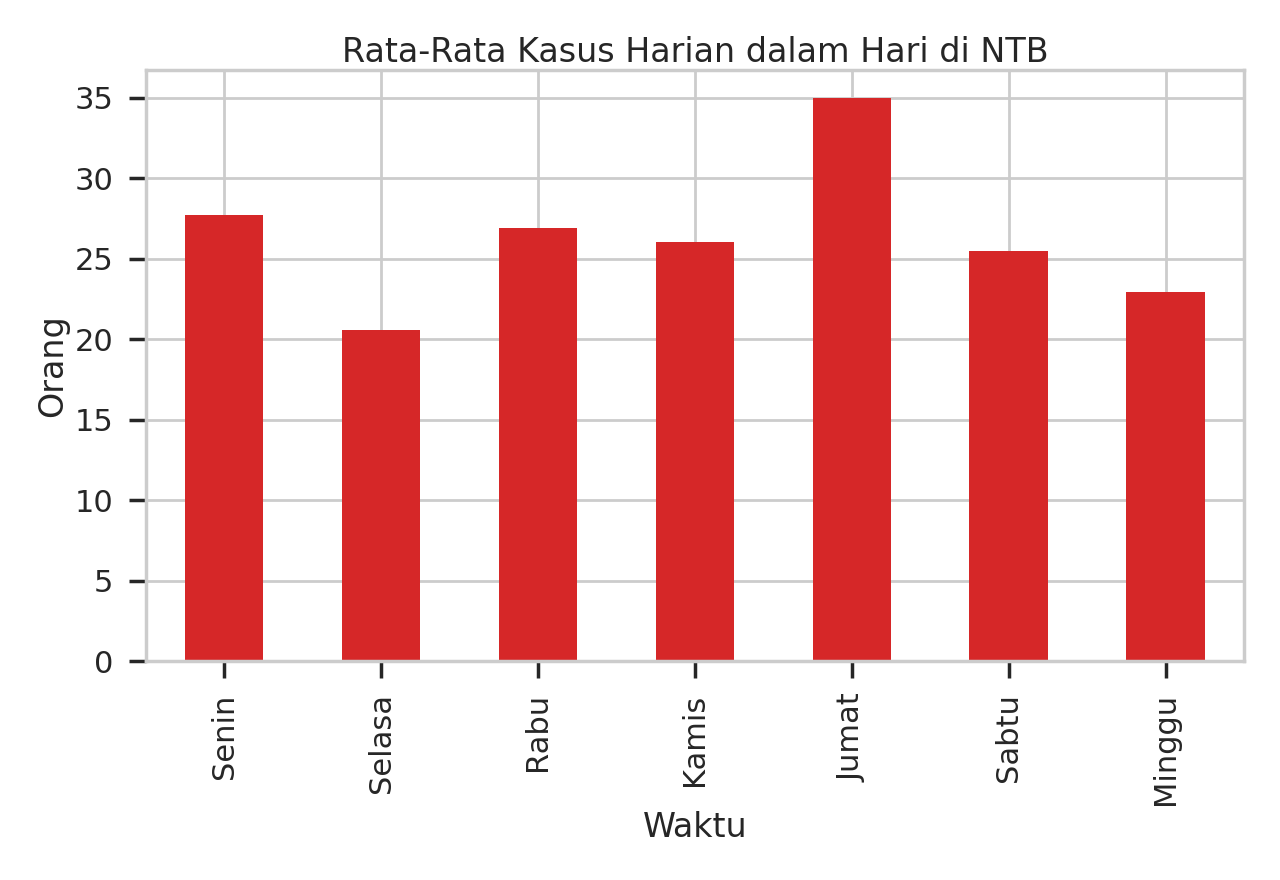 Rata-Rata Kasus Harian dalam Hari di NTB
35
30
25
20
15
10
5
0
Orang
Senin
Selasa
Rabu
Kamis
Jumat
Sabtu
Minggu
Waktu